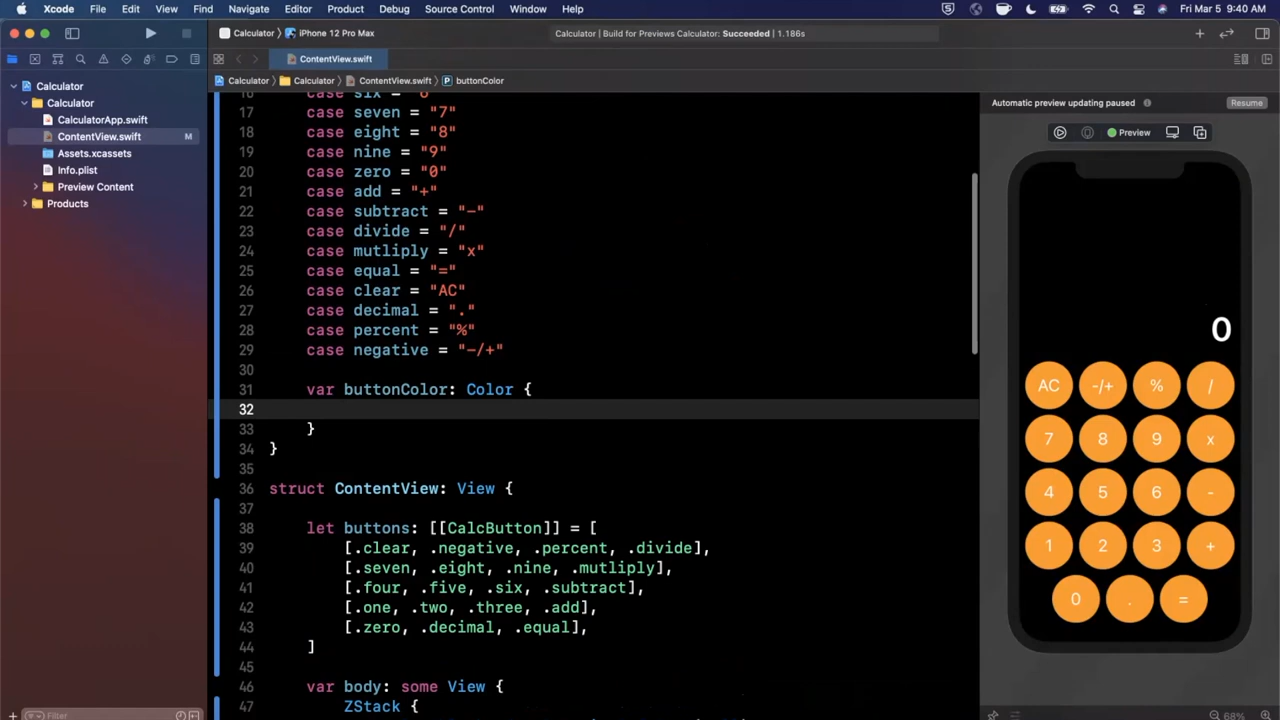 Xcode File Edit View Find Navigate Editor Product Debug Source Control Window Help Fri Mar 5 9:40 AM
Calculator iPhone 12 Pro Max Calculator | Build for Previews Calculator: Succeeded | 1.186s
ContentView.swift
Calculator Calculator ContentView.swift P buttonColor
Calculator
Calculator
CalculatorApp.swift
ContentView.swift M
Assets.xcassets
Info.plist
Preview Content
Products
Filter
16 case six = "6"
17 case seven = "7"
18 case eight = "8"
19 case nine = "9"
20 case zero = "0"
21 case add = "+"
22 case subtract = "-"
23 case divide = "/"
24 case mutliply = "x"
25 case equal = "="
26 case clear = "AC"
27 case decimal = "."
28 case percent = "%"
29 case negative = "-/+"
30
31 var buttonColor: Color {
32
33 }
34 }
35
36 struct ContentView: View {
37
38 let buttons: [[CalcButton]] = [
39 [.clear, .negative, .percent, .divide],
40 [.seven, .eight, .nine, .mutliply],
41 [.four, .five, .six, .subtract],
42 [.one, .two, .three, .add],
43 [.zero, .decimal, .equal],
44 ]
45
46 var body: some View {
47 ZStack {
Automatic preview updating paused Resume
Preview
0
AC -/+ % /
7 8 9 x
4 5 6 -
1 2 3 +
0 . =
68%